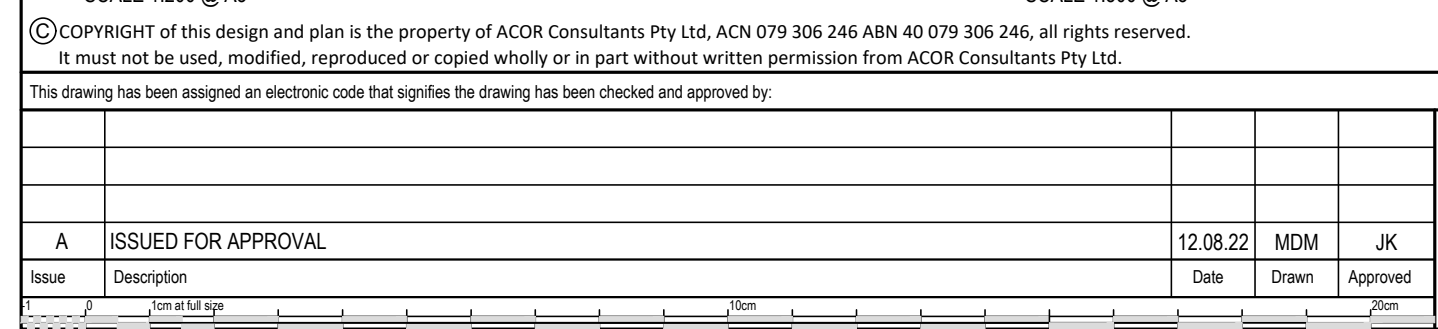 ©COPYRIGHT of this design and plan is the property of ACOR Consultants Pty Ltd, ACN 079 306 246 ABN 40 079 306 246, all rights reserved.
It must not be used, modified, reproduced or copied wholly or in part without written permission from ACOR Consultants Pty Ltd.
This drawing has been assigned an electronic code that signifies the drawing has been checked and approved by:
A ISSUED FOR APPROVAL 12.08.22 MDM JK
Issue Description Date Drawn Approved
-1 0 1cm at full size 10cm 20cm